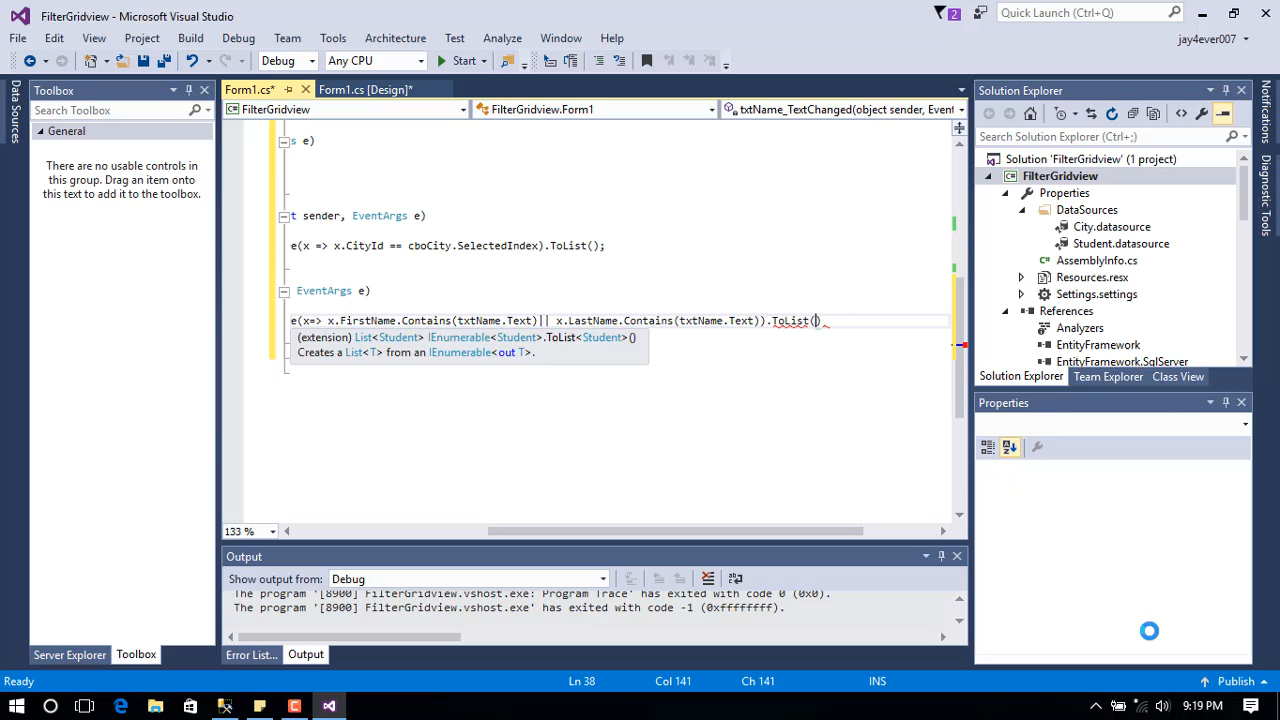 FilterGridview - Microsoft Visual Studio
2
Quick Launch (Ctrl+Q)
File Edit View Project Build Debug Team Tools Architecture Test Analyze Window Help
jay4ever007
Debug Any CPU Start
Data Sources
Toolbox
Search Toolbox
General
There are no usable controls in
this group. Drag an item onto
this text to add it to the toolbox.
Server Explorer Toolbox
Form1.cs* Form1.cs [Design]*
FilterGridview FilterGridview.Form1 txtName_TextChanged(object sender, Event
s e)
t sender, EventArgs e)
e(x => x.CityId == cboCity.SelectedIndex).ToList();
EventArgs e)
e(x=> x.FirstName.Contains(txtName.Text)|| x.LastName.Contains(txtName.Text)).ToList()
(extension) List<Student> IEnumerable<Student>.ToList<Student>()
Creates a List<T> from an IEnumerable<out T>.
133 %
Output
Show output from: Debug
The program '[8900] FilterGridview.vshost.exe: Program Trace' has exited with code 0 (0x0).
The program '[8900] FilterGridview.vshost.exe' has exited with code -1 (0xffffffff).
Error List... Output
Solution Explorer
Search Solution Explorer (Ctrl+;)
Solution 'FilterGridview' (1 project)
FilterGridview
Properties
DataSources
City.datasource
Student.datasource
AssemblyInfo.cs
Resources.resx
Settings.settings
References
Analyzers
EntityFramework
EntityFramework.SqlServer
Solution Explorer Team Explorer Class View
Properties
Notifications
Diagnostic Tools
Ready Ln 38 Ch 141 Col 141 INS Publish
9:19 PM